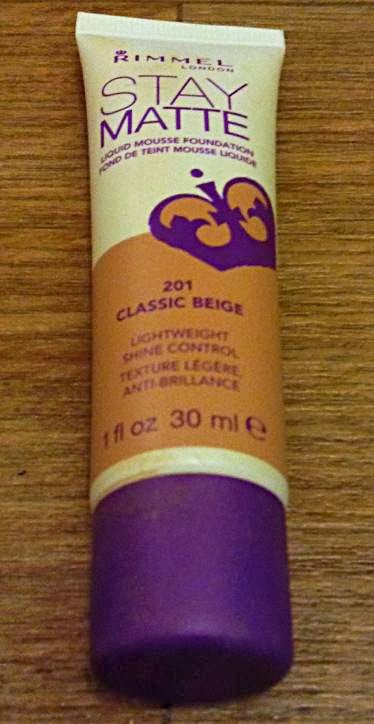 RIMMEL
LONDON
STAY
MATTE
LIQUID MOUSSE FOUNDATION
FOND DE TEINT MOUSSE LIQUIDE
201
CLASSIC BEIGE
LIGHTWEIGHT
SHINE CONTROL
TEXTURE LÉGÈRE,
ANTI-BRILLANCE
1 fl oz 30 ml e